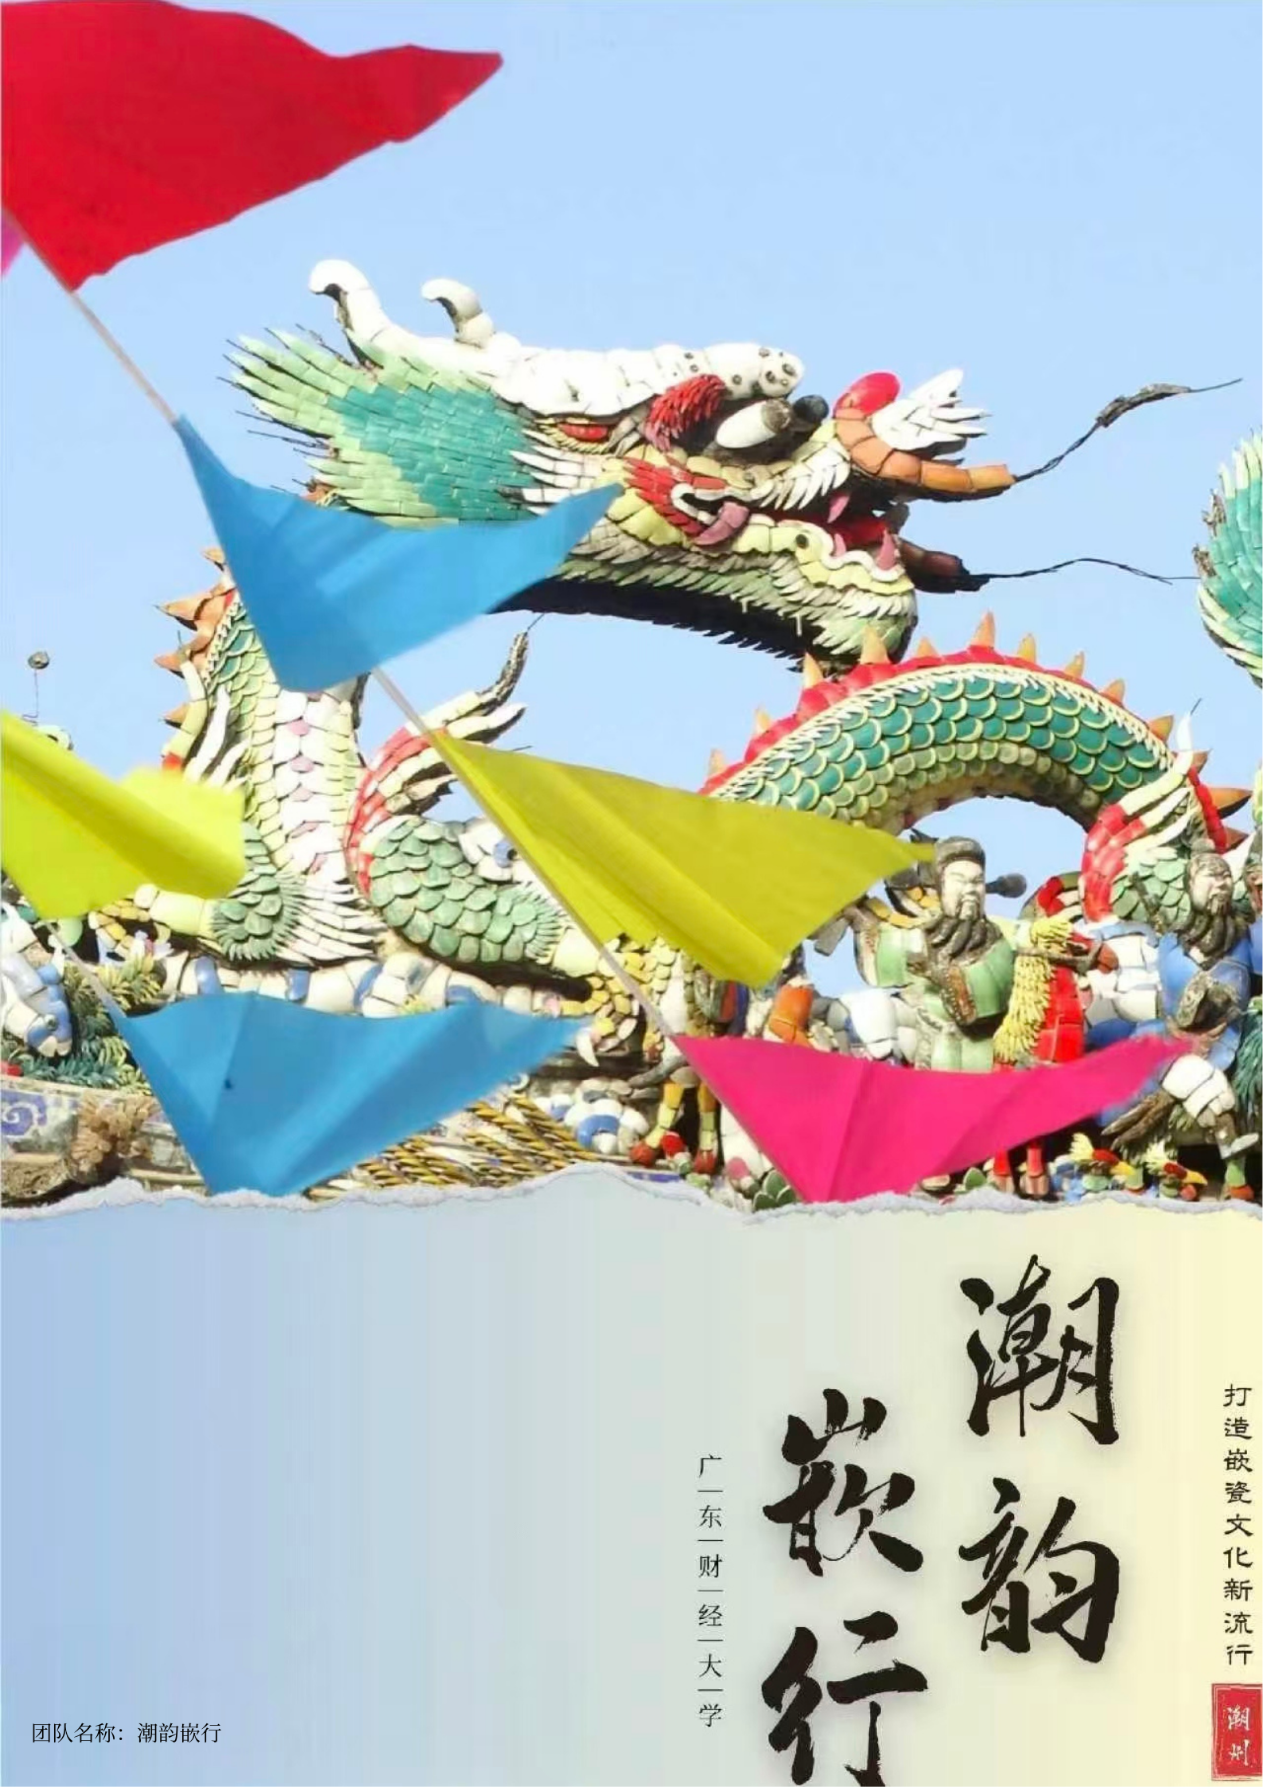 潮韵
嵌行
打造嵌瓷文化新流行
潮州
广东财经大学
团队名称：潮韵嵌行